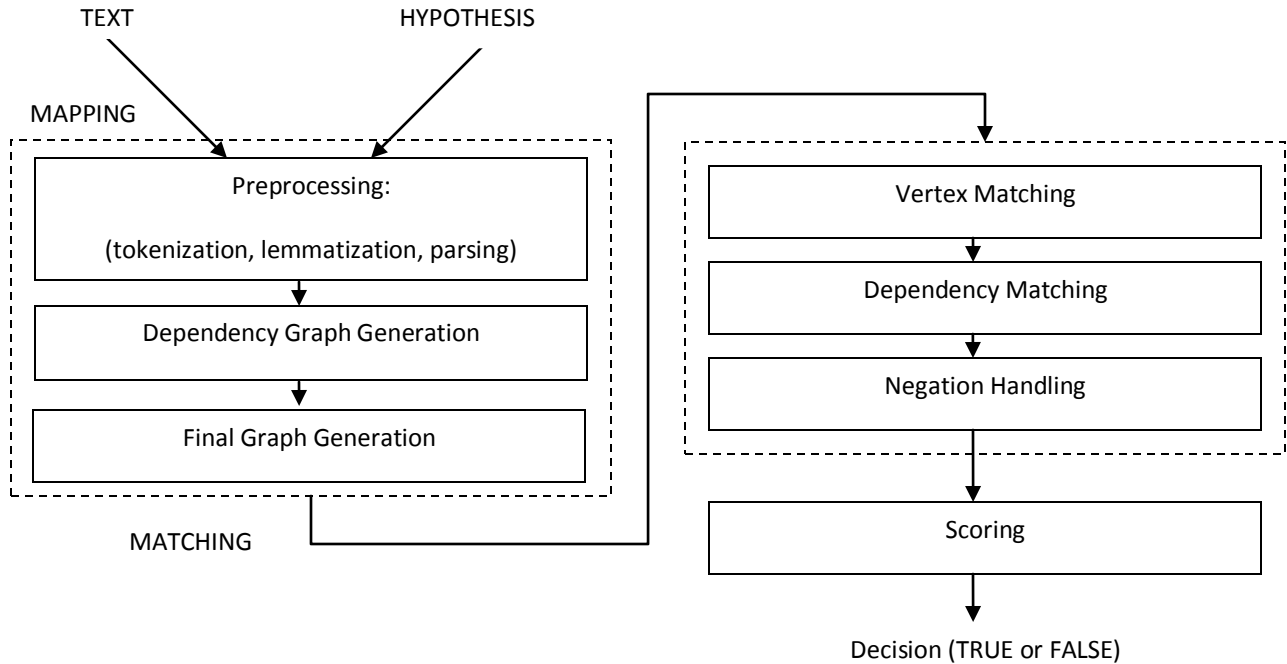 TEXT
HYPOTHESIS
MAPPING
Preprocessing:
(tokenization, lemmatization, parsing)
Dependency Graph Generation
Final Graph Generation
MATCHING
Vertex Matching
Dependency Matching
Negation Handling
Scoring
Decision (TRUE or FALSE)